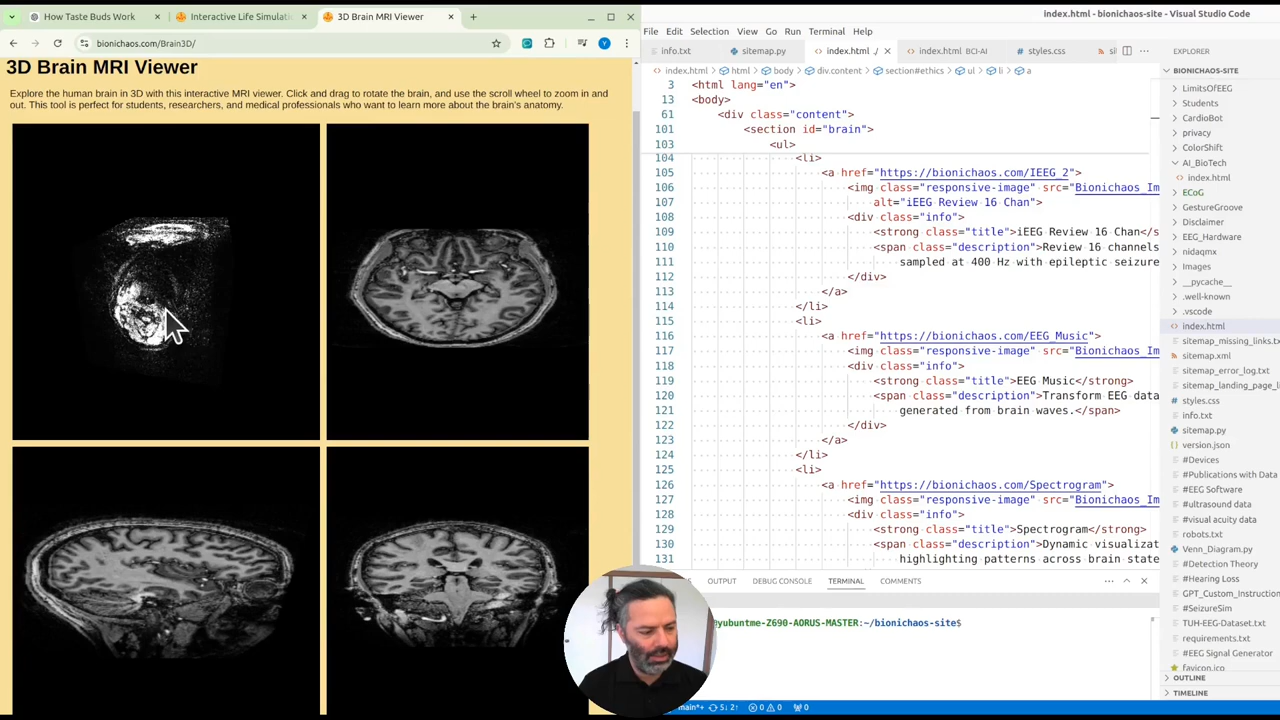 How Taste Buds Work
Interactive Life Simulati
3D Brain MRI Viewer
bionichaos.com/Brain3D/
3D Brain MRI Viewer
Explore the human brain in 3D with this interactive MRI viewer. Click and drag to rotate the brain, and use the scroll wheel to zoom in and
out. This tool is perfect for students, researchers, and medical professionals who want to learn more about the brain's anatomy.
index.html - bionichaos-site - Visual Studio Code
File Edit Selection View Go Run Terminal Help
info.txt sitemap.py index.html ./ index.html BCI-AI styles.css
index.html > html > body > div.content > section#ethics > ul > li > a
3 <html lang="en">
13 <body>
61 <div class="content">
101 <section id="brain">
103 <ul>
104 <li>
105 <a href="https://bionichaos.com/IEEG_2">
106 <img class="responsive-image" src="Bionichaos_Im
107 alt="iEEG Review 16 Chan">
108 <div class="info">
109 <strong class="title">iEEG Review 16 Chan</s
110 <span class="description">Review 16 channels
111 sampled at 400 Hz with epileptic seizure
112 </div>
113 </a>
114 </li>
115 <li>
116 <a href="https://bionichaos.com/EEG_Music">
117 <img class="responsive-image" src="Bionichaos_Im
118 <div class="info">
119 <strong class="title">EEG Music</strong>
120 <span class="description">Transform EEG data
121 generated from brain waves.</span>
122 </div>
123 </a>
124 </li>
125 <li>
126 <a href="https://bionichaos.com/Spectrogram">
127 <img class="responsive-image" src="Bionichaos_Im
128 <div class="info">
129 <strong class="title">Spectrogram</strong>
130 <span class="description">Dynamic visualizat
131 highlighting patterns across brain state
OUTPUT DEBUG CONSOLE TERMINAL COMMENTS
@yubuntme-Z690-AORUS-MASTER:~/bionichaos-site$
main*+ 5↓ 2↑ 0 0 0
EXPLORER
BIONICHAOS-SITE
LimitsOfEEG
Students
CardioBot
privacy
ColorShift
AI_BioTech
index.html
ECoG
GestureGroove
Disclaimer
EEG_Hardware
nidaqmx
Images
__pycache__
.well-known
.vscode
index.html
sitemap_missing_links.tx
sitemap.xml
sitemap_error_log.txt
sitemap_landing_page_l
styles.css
info.txt
sitemap.py
version.json
#Devices
#Publications with Data
#EEG Software
#ultrasound data
#visual acuity data
robots.txt
Venn_Diagram.py
#Detection Theory
#Hearing Loss
GPT_Custom_Instruction
#SeizureSim
TUH-EEG-Dataset.txt
requirements.txt
#EEG Signal Generator
favicon.ico
OUTLINE
TIMELINE